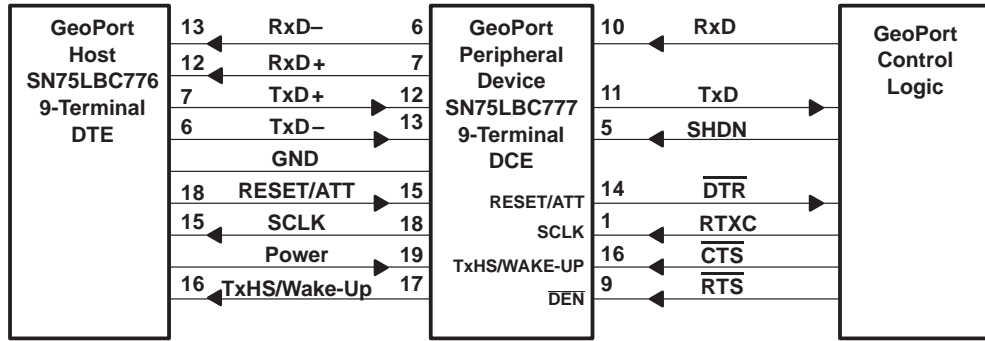 GeoPort
Host
SN75LBC776
9-Terminal
DTE
13 RxD– 6
12 RxD+ 7
7 TxD+ 12
6 TxD– 13
GND
18 RESET/ATT 15
15 SCLK 18
Power 19
16 TxHS/Wake-Up 17
GeoPort
Peripheral
Device
SN75LBC777
9-Terminal
DCE
RESET/ATT
SCLK
TxHS/WAKE-UP
DEN
10 RxD
11 TxD
5 SHDN
14 DTR
1 RTXC
16 CTS
9 RTS
GeoPort
Control
Logic